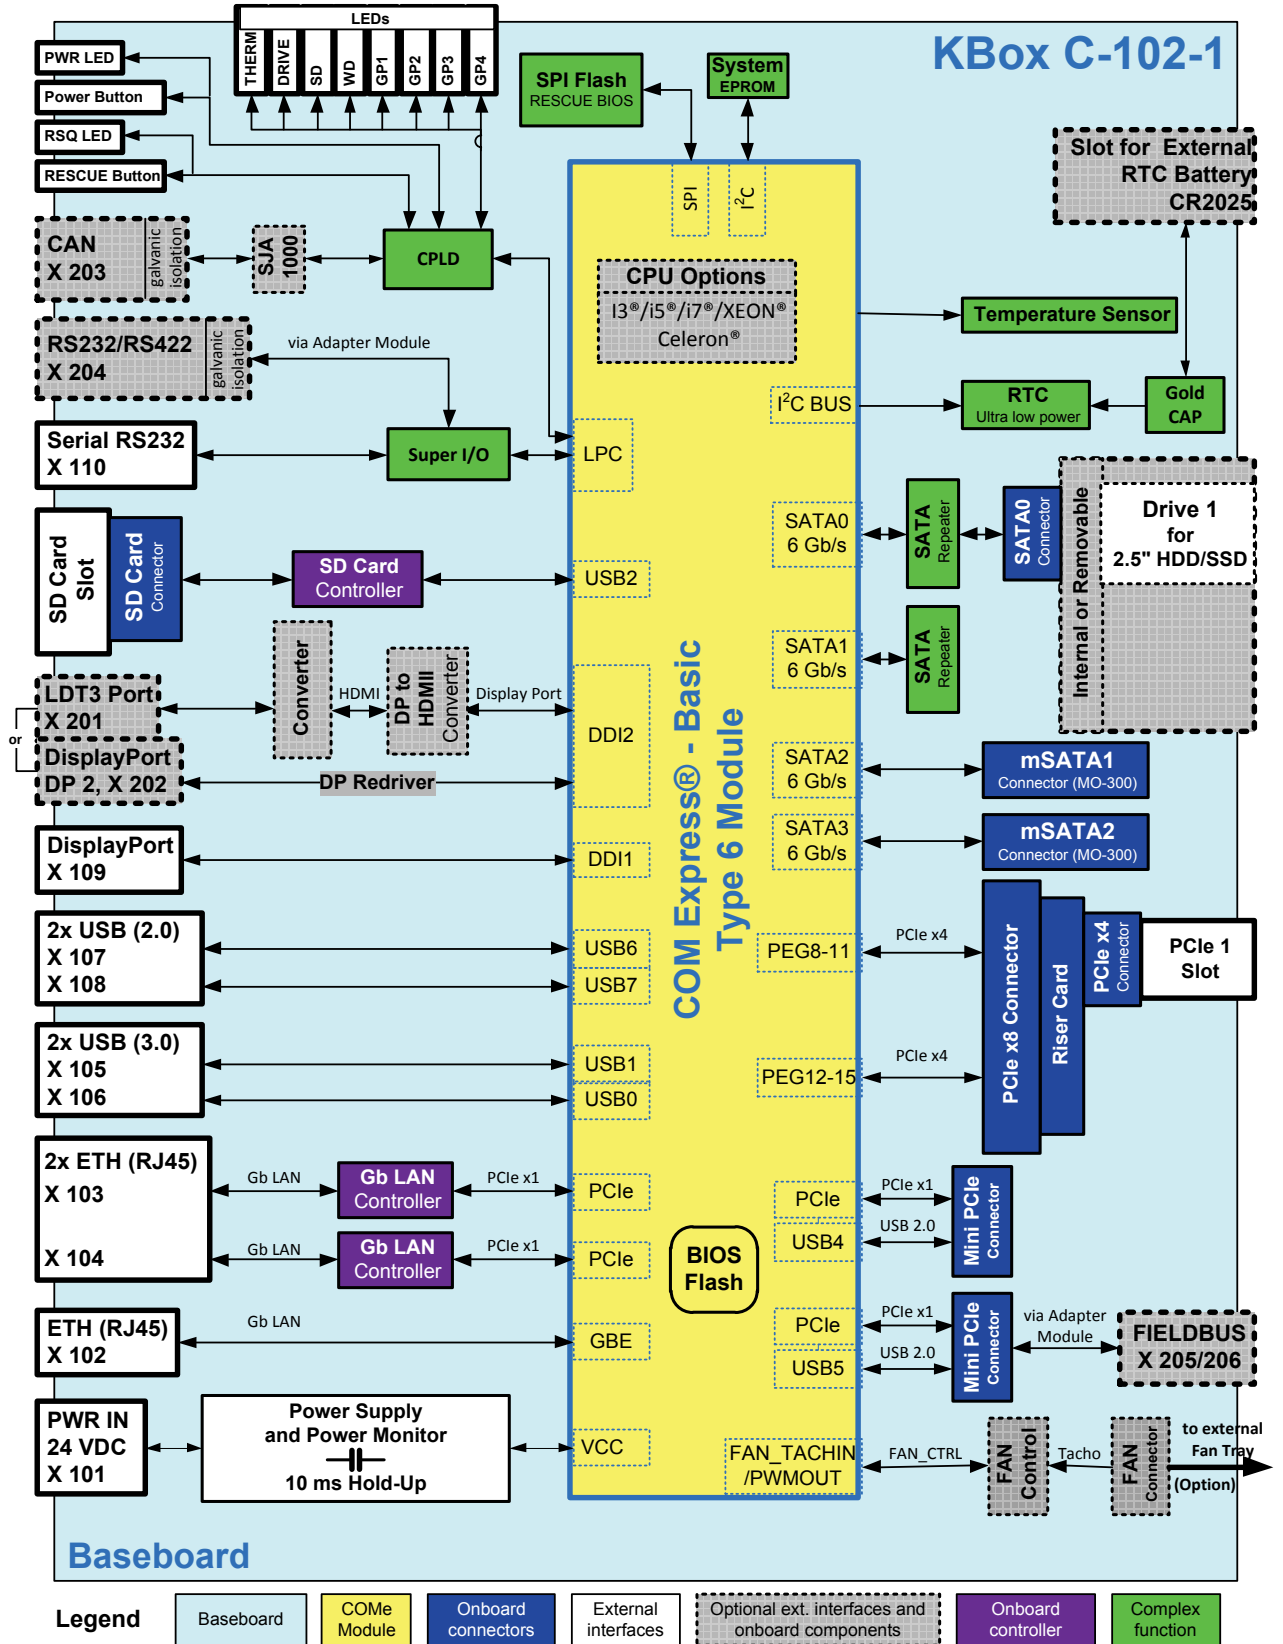 KBox C-102-1
LEDs
THERM
DRIVE
SD
WD
GP1
GP2
GP3
GP4
PWR LED
Power Button
RSQ LED
RESCUE Button
SPI Flash
RESCUE BIOS
System
EPROM
Slot for External
RTC Battery
CR2025
SPI
I²C
CAN
X 203
galvanic
isolation
SJA
1000
CPLD
CPU Options
I3®/i5®/i7®/XEON®
Celeron®
Temperature Sensor
RS232/RS422
X 204
galvanic
isolation
via Adapter Module
I²C BUS
RTC
Ultra low power
Gold
CAP
Serial RS232
X 110
Super I/O
LPC
SATA0
6 Gb/s
SATA
Repeater
SATA0
Connector
Internal or Removable
Drive 1
for
2.5" HDD/SSD
SD Card
Slot
SD Card
Connector
SD Card
Controller
USB2
SATA1
6 Gb/s
SATA
Repeater
LDT3 Port
X 201
or
DisplayPort
DP 2, X 202
Converter
HDMI
DP to
HDMII
Converter
Display Port
DDI2
DP Redriver
SATA2
6 Gb/s
mSATA1
Connector (MO-300)
SATA3
6 Gb/s
mSATA2
Connector (MO-300)
COM Express® - Basic
Type 6 Module
DisplayPort
X 109
DDI1
2x USB (2.0)
X 107
X 108
USB6
USB7
PEG8-11
PCIe x4
PCIe x8 Connector
Riser Card
PCIe x4
Connector
PCIe 1
Slot
2x USB (3.0)
X 105
X 106
USB1
USB0
PEG12-15
PCIe x4
2x ETH (RJ45)
X 103
X 104
Gb LAN
Gb LAN
Controller
PCIe x1
PCIe
Gb LAN
Gb LAN
Controller
PCIe x1
PCIe
PCIe
USB4
PCIe x1
USB 2.0
Mini PCIe
Connector
BIOS
Flash
ETH (RJ45)
X 102
Gb LAN
GBE
PCIe
USB5
PCIe x1
USB 2.0
Mini PCIe
Connector
via Adapter
Module
FIELDBUS
X 205/206
PWR IN
24 VDC
X 101
Power Supply
and Power Monitor
10 ms Hold-Up
VCC
FAN_TACHIN
/PWMOUT
FAN_CTRL
FAN
Control
Tacho
FAN
Connector
to external
Fan Tray
(Option)
Baseboard
Legend
Baseboard
COMe
Module
Onboard
connectors
External
interfaces
Optional ext. interfaces and
onboard components
Onboard
controller
Complex
function